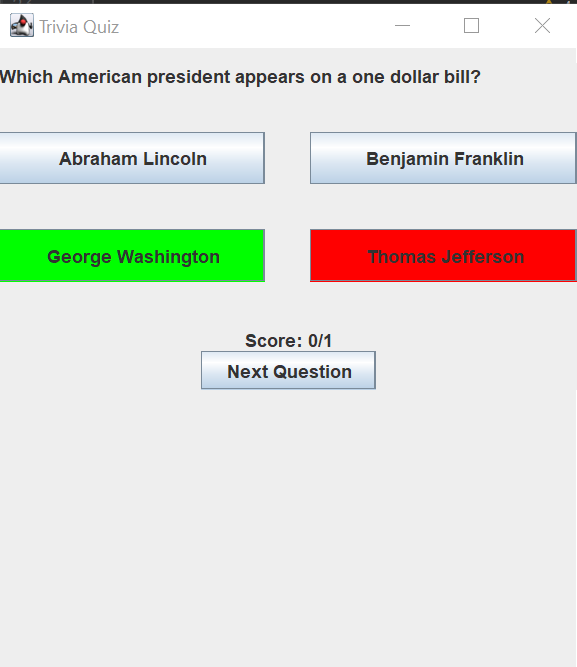 Trivia Quiz
Which American president appears on a one dollar bill?
Abraham Lincoln
Benjamin Franklin
George Washington
Thomas Jefferson
Score: 0/1
Next Question